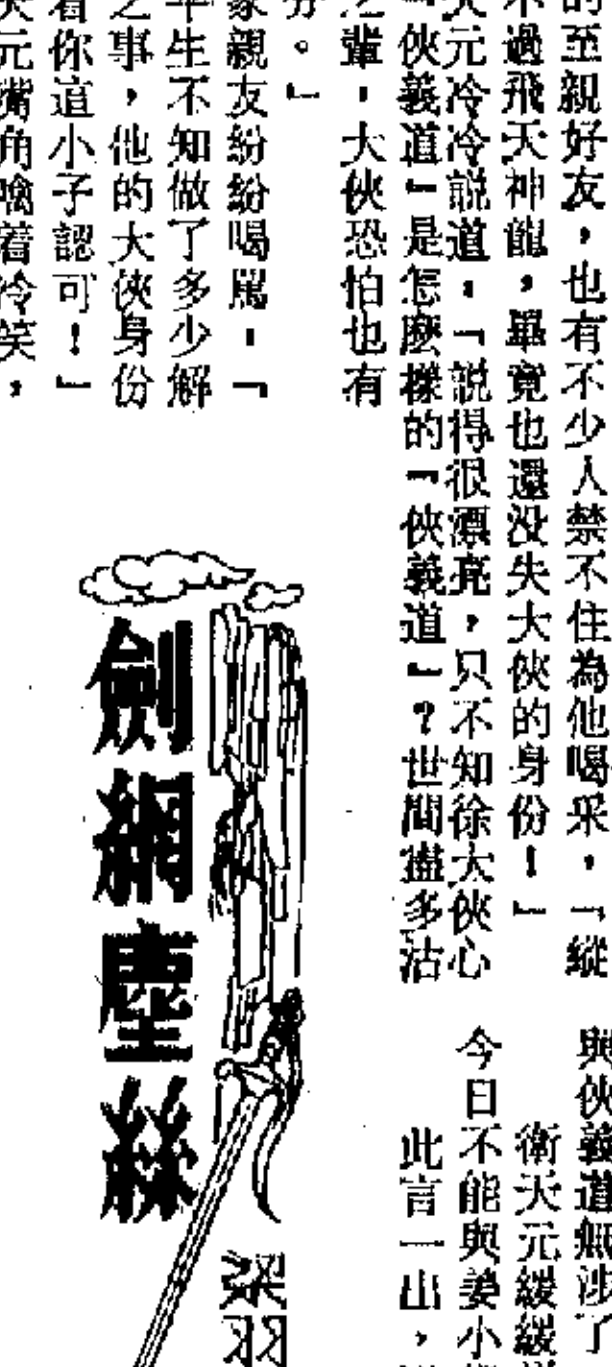 的至親好友，也有不少人禁不住為他喝采，「縱
不過飛天神龍，畢竟也還沒失大俠的身份！」
天元冷冷説道：「説得很漂亮，只不知徐大俠心
『俠義道』是怎麼樣的『俠義道』？世間盡多沽
之輩，大俠恐怕也有
分。」
家親友紛紛喝罵：「
平生不知做了多少解
之事，他的大俠身份
着你這小子認可！」
天元嘴角噙着冷笑，
與俠義道無涉了
衛天元緩緩
今日不能與姜小
此言一出，
劍網塵絲
梁羽